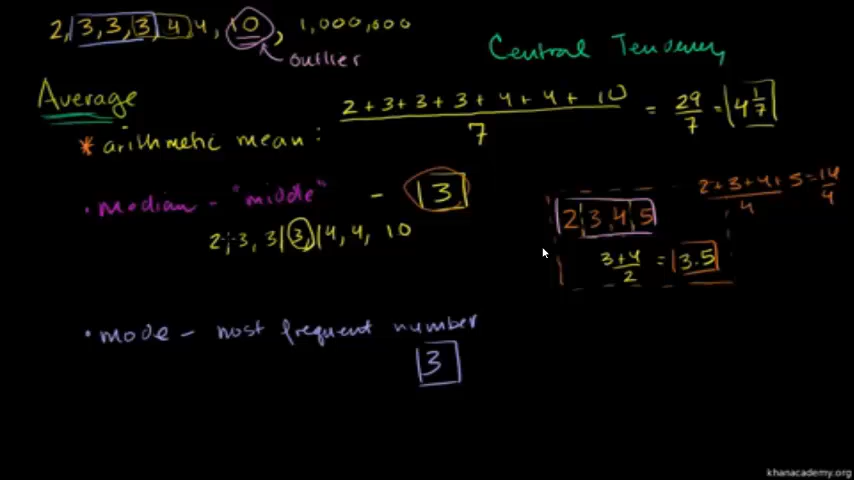 2, 3, 3, 3, 4, 4, 10, 1,000,000
outlier
Central Tendency
Average
* arithmetic mean: 2 + 3 + 3 + 3 + 4 + 4 + 10 / 7 = 29/7 = 4 1/7
• Median - "middle" - 3
2, 3, 3, 3, 4, 4, 10
2, 3, 4, 5
2+3+4+5/4 = 14/4
3+4/2 = 3.5
• mode - most frequent number
3
khanacademy.org